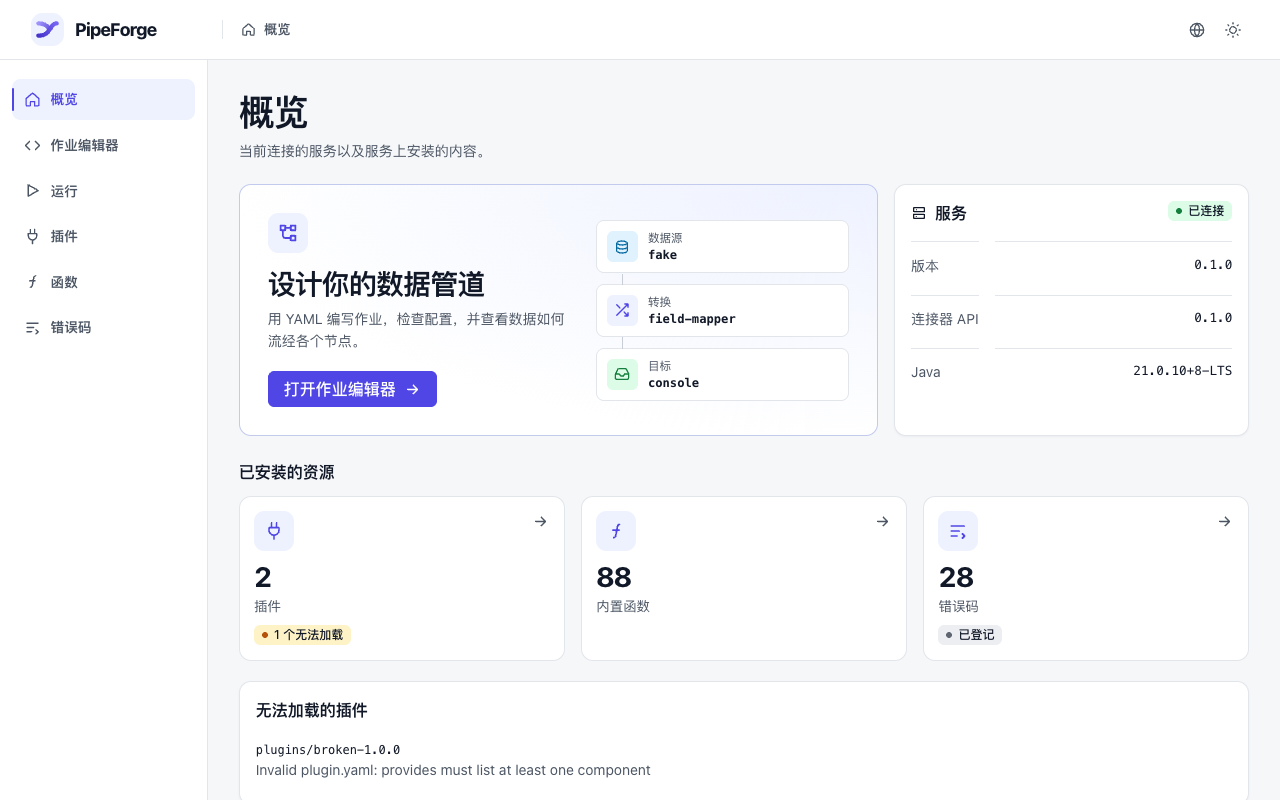 PipeForge
概览
概览
作业编辑器
运行
插件
函数
错误码
概览
当前连接的服务以及服务上安装的内容。
设计你的数据管道
用 YAML 编写作业，检查配置，并查看数据如何
流经各个节点。
打开作业编辑器
数据源
fake
转换
field-mapper
目标
console
服务
已连接
版本
0.1.0
连接器 API
0.1.0
Java
21.0.10+8-LTS
已安装的资源
2
插件
1 个无法加载
88
内置函数
28
错误码
已登记
无法加载的插件
plugins/broken-1.0.0
Invalid plugin.yaml: provides must list at least one component